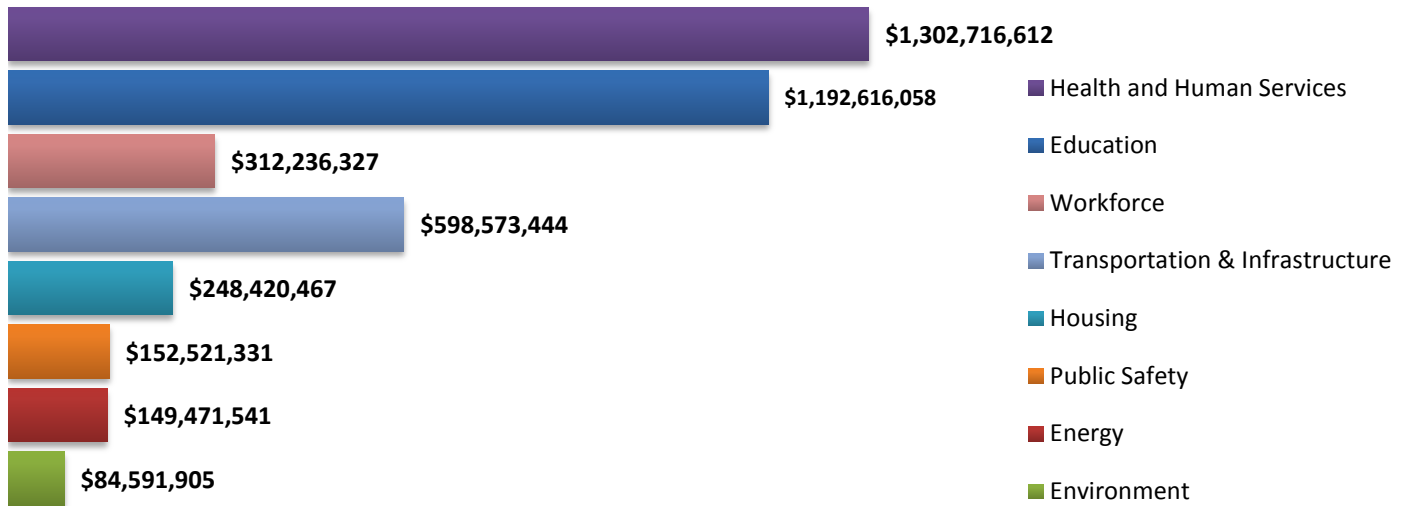 $1,302,716,612
$1,192,616,058
$312,236,327
$598,573,444
$248,420,467
$152,521,331
$149,471,541
$84,591,905
Health and Human Services
Education
Workforce
Transportation & Infrastructure
Housing
Public Safety
Energy
Environment